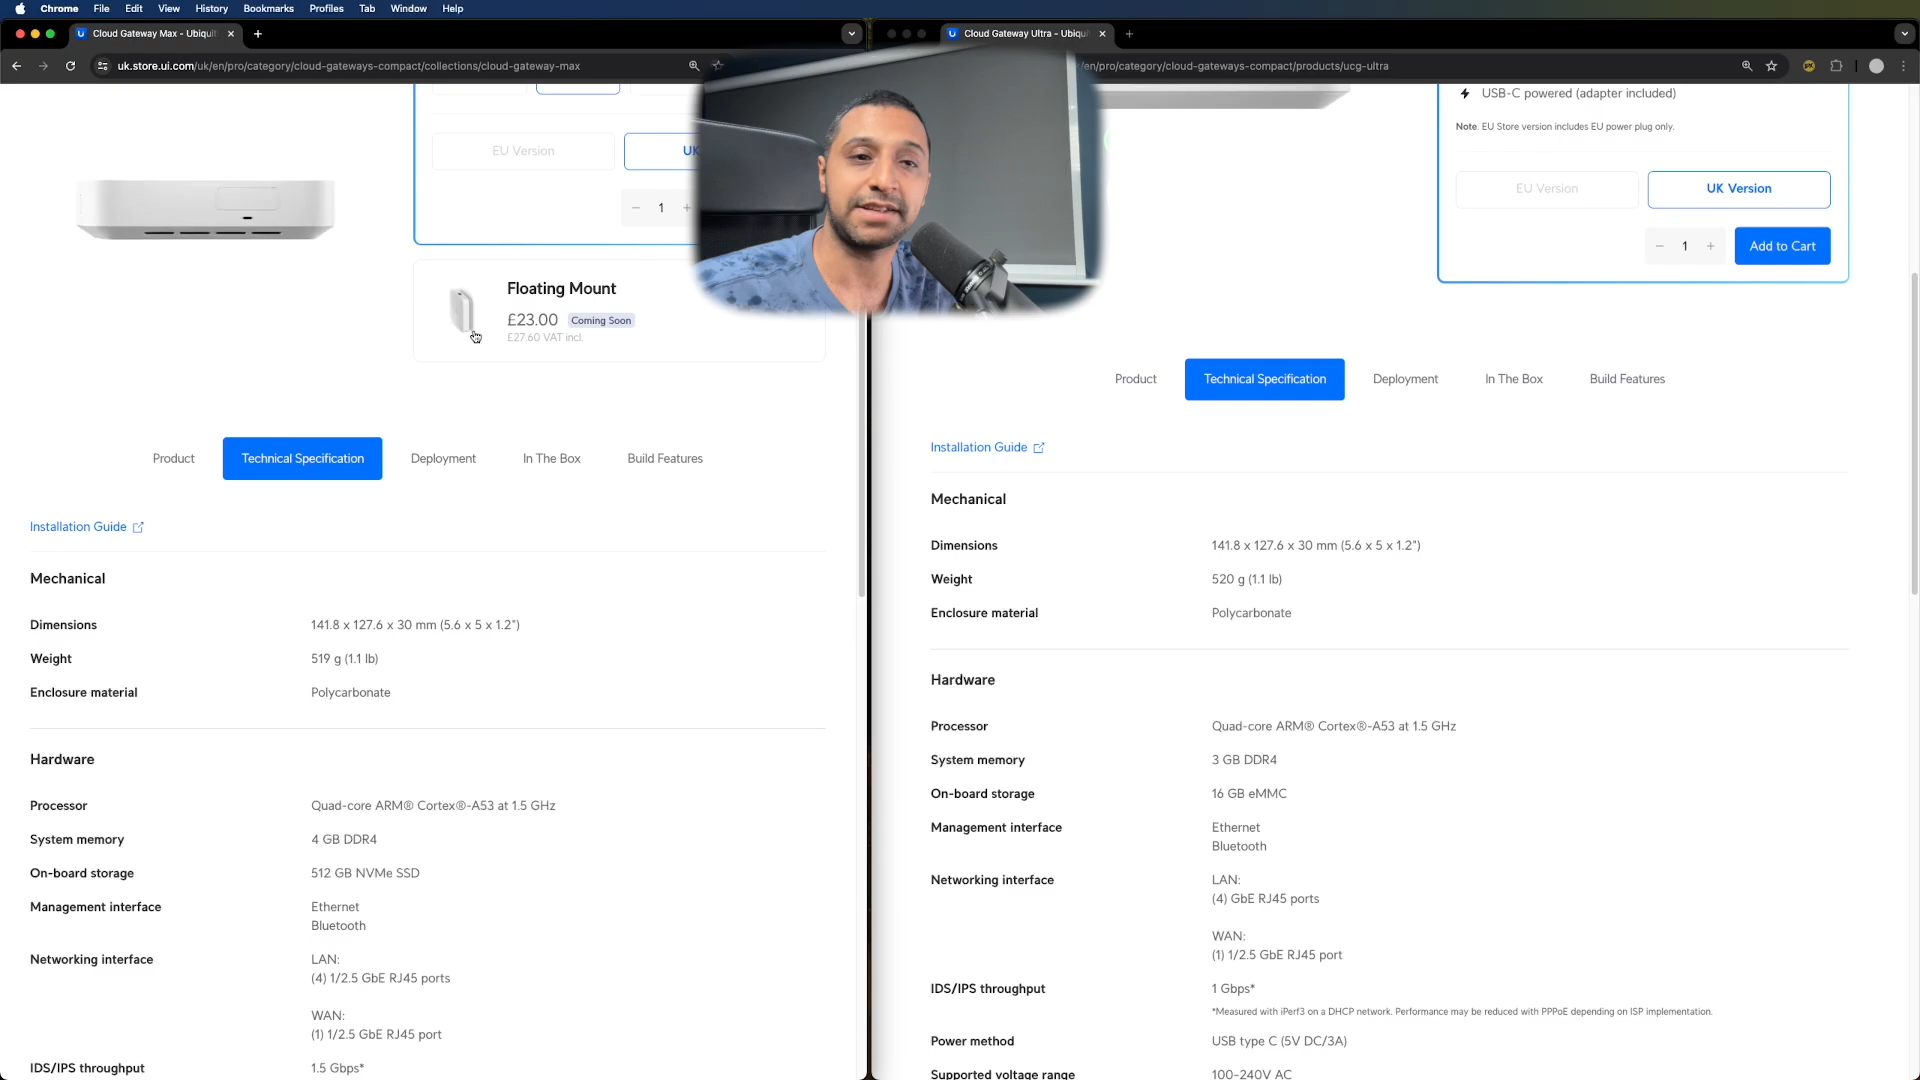 Chrome File Edit View History Bookmarks Profiles Tab Window Help
Cloud Gateway Max - Ubiquit
uk.store.ui.com/uk/en/pro/category/cloud-gateways-compact/collections/cloud-gateway-max
EU Version
UK
1
Floating Mount
£23.00 Coming Soon
£27.60 VAT incl.
Product Technical Specification Deployment In The Box Build Features
Installation Guide
Mechanical
Dimensions 141.8 x 127.6 x 30 mm (5.6 x 5 x 1.2")
Weight 519 g (1.1 lb)
Enclosure material Polycarbonate
Hardware
Processor Quad-core ARM® Cortex®-A53 at 1.5 GHz
System memory 4 GB DDR4
On-board storage 512 GB NVMe SSD
Management interface Ethernet
Bluetooth
Networking interface LAN:
(4) 1/2.5 GbE RJ45 ports
WAN:
(1) 1/2.5 GbE RJ45 port
IDS/IPS throughput 1.5 Gbps*
Cloud Gateway Ultra - Ubiqu
/en/pro/category/cloud-gateways-compact/products/ucg-ultra
USB-C powered (adapter included)
Note. EU Store version includes EU power plug only.
EU Version UK Version
1 Add to Cart
Product Technical Specification Deployment In The Box Build Features
Installation Guide
Mechanical
Dimensions 141.8 x 127.6 x 30 mm (5.6 x 5 x 1.2")
Weight 520 g (1.1 lb)
Enclosure material Polycarbonate
Hardware
Processor Quad-core ARM® Cortex®-A53 at 1.5 GHz
System memory 3 GB DDR4
On-board storage 16 GB eMMC
Management interface Ethernet
Bluetooth
Networking interface LAN:
(4) GbE RJ45 ports
WAN:
(1) 1/2.5 GbE RJ45 port
IDS/IPS throughput 1 Gbps*
*Measured with iPerf3 on a DHCP network. Performance may be reduced with PPPoE depending on ISP implementation.
Power method USB type C (5V DC/3A)
Supported voltage range 100-240V AC